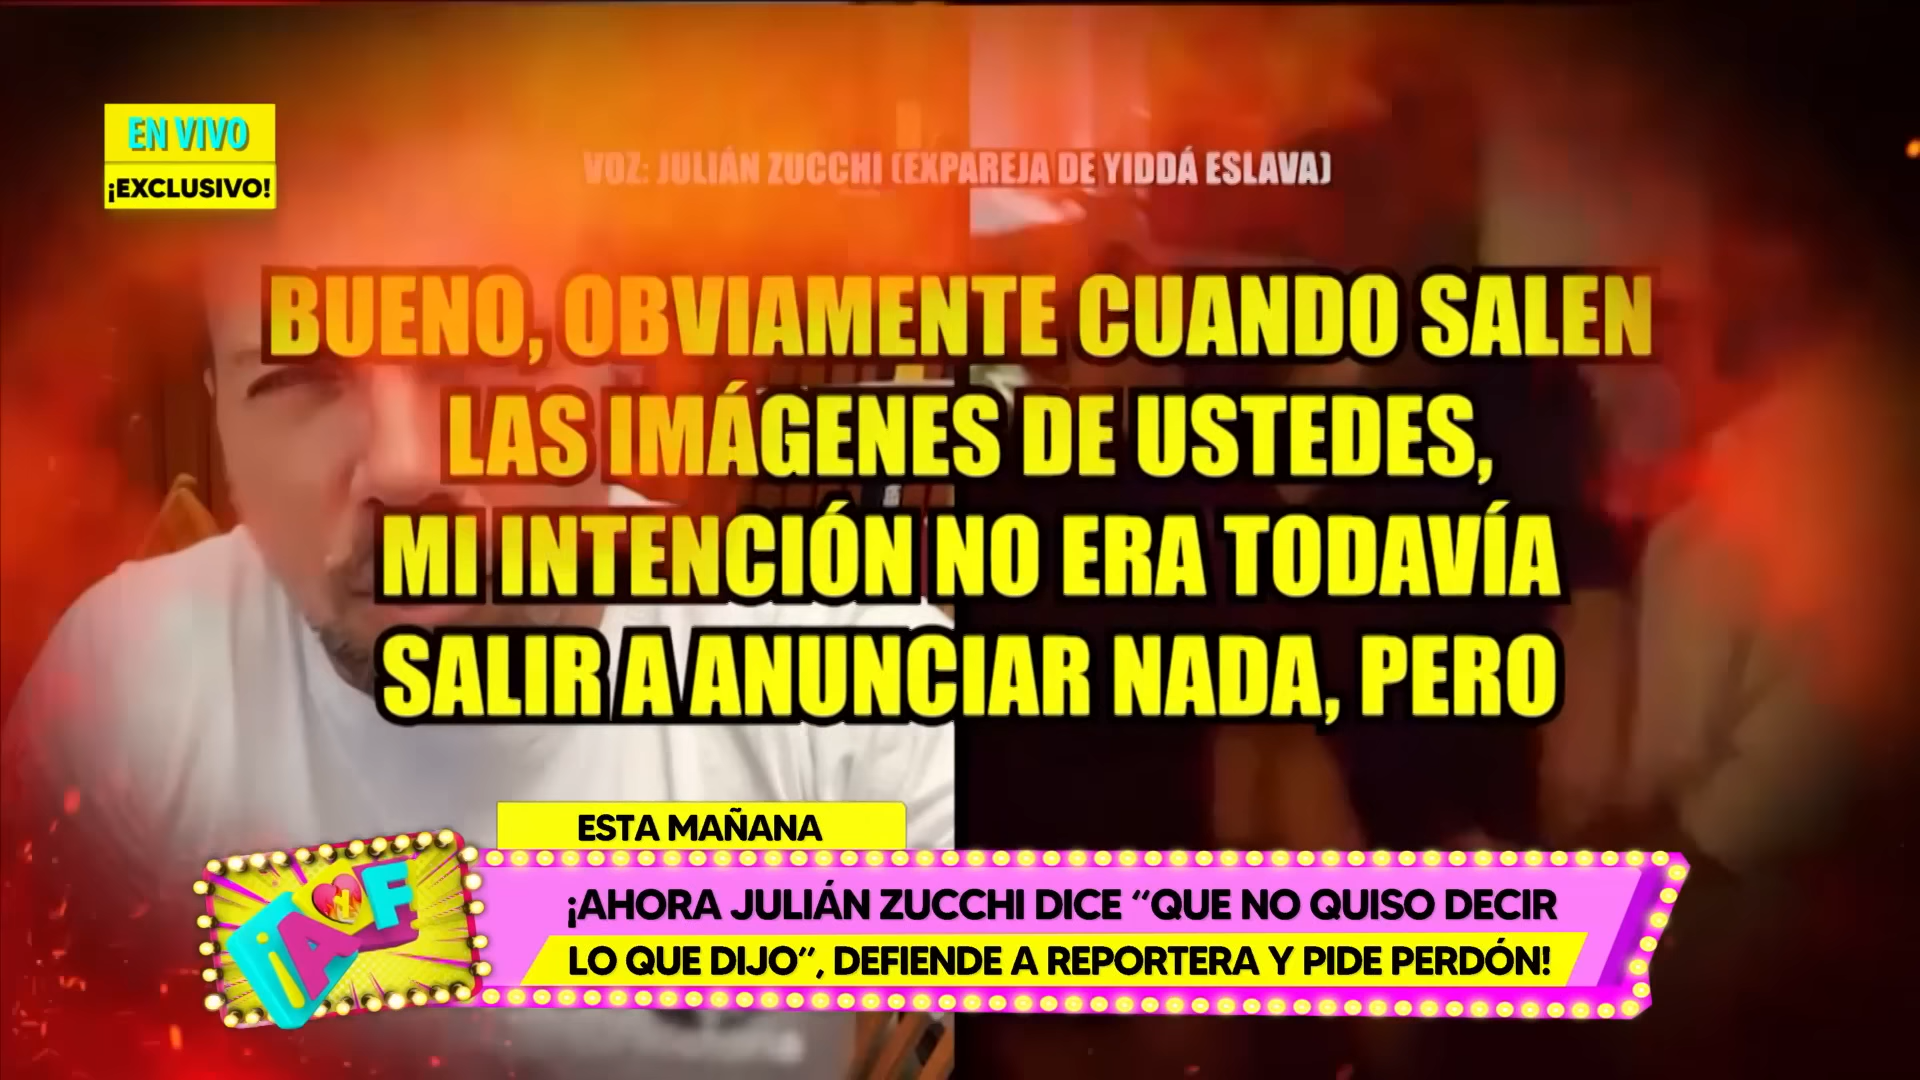 EN VIVO
¡EXCLUSIVO!
VOZ: JULIÁN ZUCCHI (EXPAREJA DE YIDDÁ ESLAVA)
BUENO, OBVIAMENTE CUANDO SALEN
LAS IMÁGENES DE USTEDES,
MI INTENCIÓN NO ERA TODAVÍA
SALIR A ANUNCIAR NADA, PERO
ESTA MAÑANA
¡AHORA JULIÁN ZUCCHI DICE “QUE NO QUISO DECIR
LO QUE DIJO”, DEFIENDE A REPORTERA Y PIDE PERDÓN!
¡A F